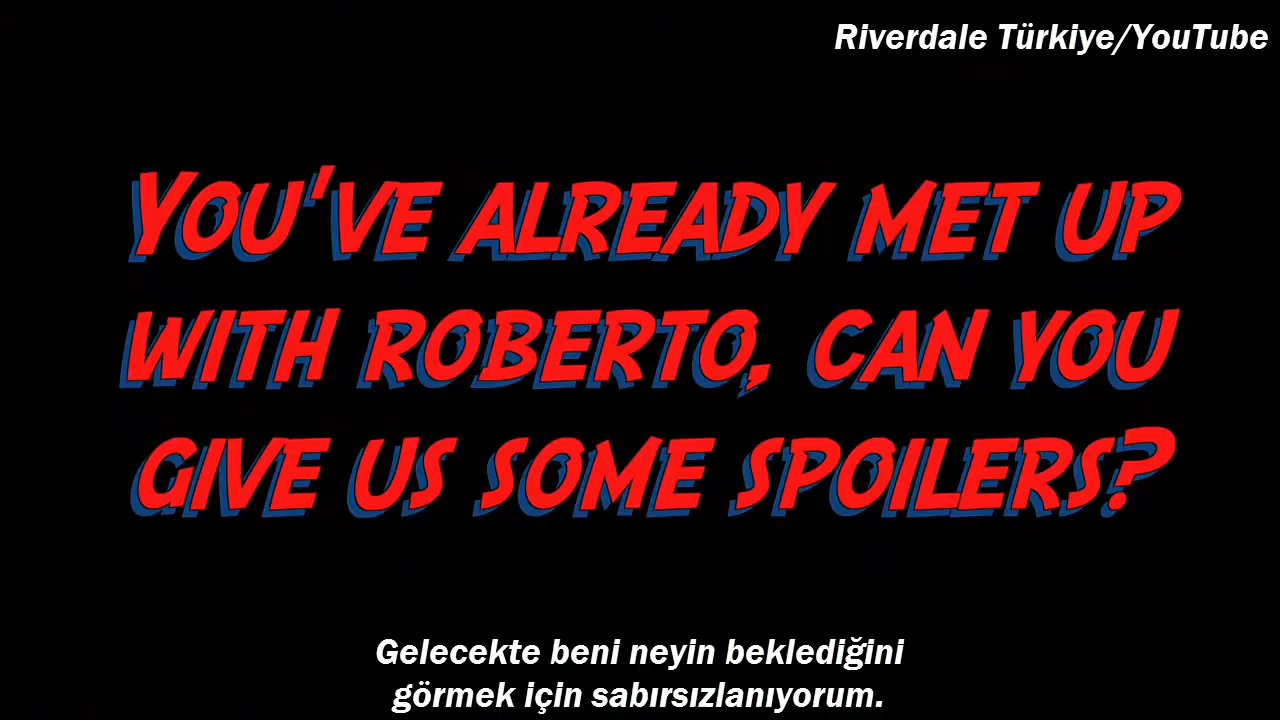 Riverdale Türkiye/YouTube
YOU'VE ALREADY MET UP
WITH ROBERTO, CAN YOU
GIVE US SOME SPOILERS?
Gelecekte beni neyin beklediğini
görmek için sabırsızlanıyorum.